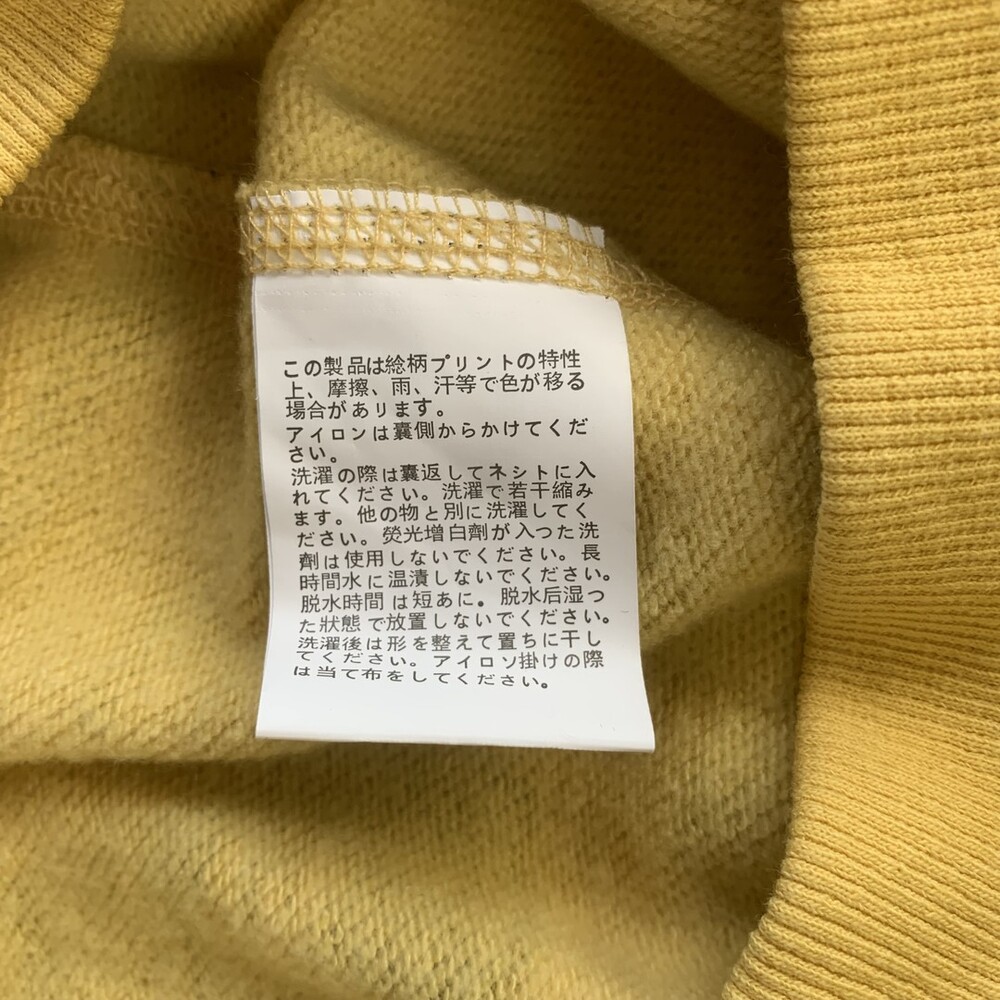 この製品は総柄プリントの特性
上、摩擦、雨、汗等で色が移る
場合があリます。
アイロンは囊側からかけてくだ
さい。
洗濯の際は囊返してネシトに入
れてください。洗濯で若干縮み
ます。他の物と別に洗濯してく
ださい。熒光增白劑が入った洗
劑は使用しないでください。長
時間水に温漬しないでください。
脱水時間は短あに。脱水后湿っ
た狀態で放置しないでください。
洗濯後は形を整えて置ちに干し
てください。アイロソ掛けの際
は当て布をしてください。